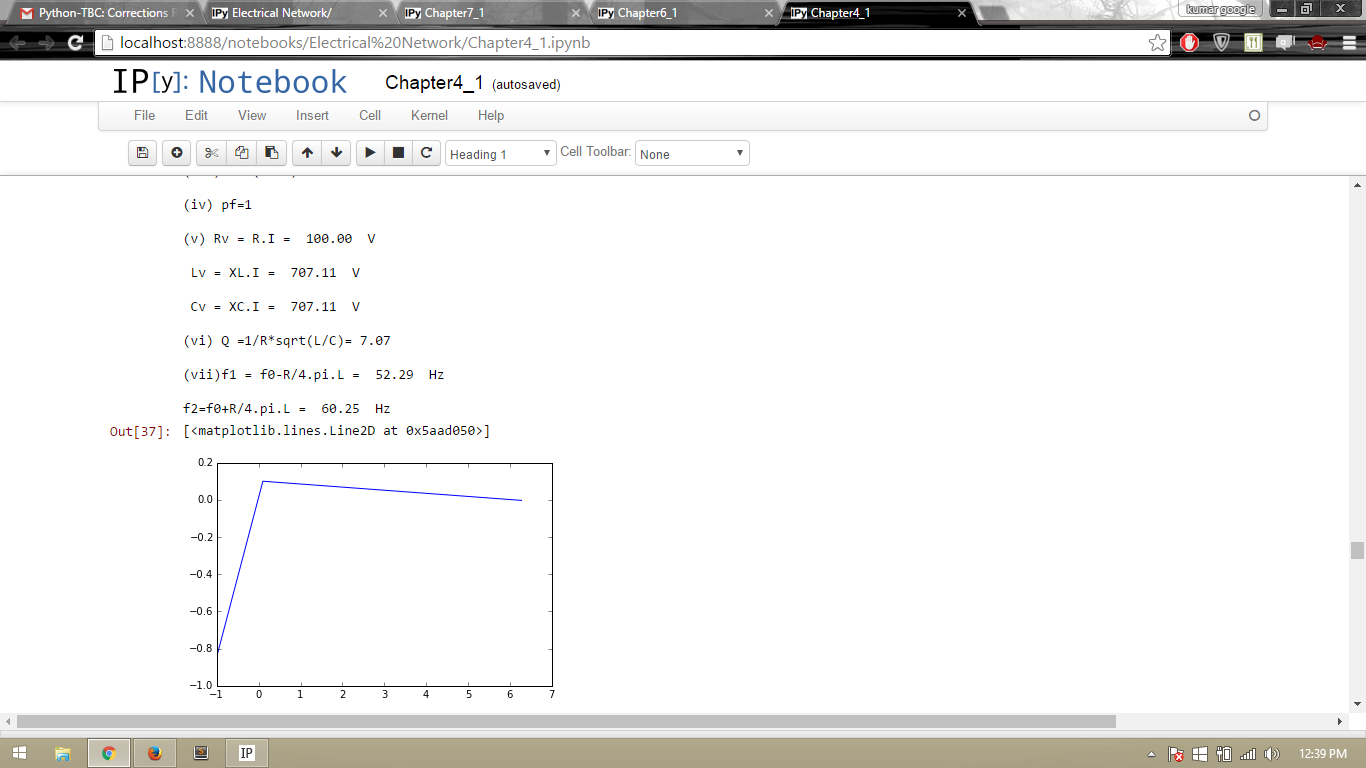 Python-TBC: Corrections
IPy Electrical Network/
IPy Chapter7_1
IPy Chapter6_1
IPy Chapter4_1
kumar google
localhost:8888/notebooks/Electrical%20Network/Chapter4_1.ipynb
IP[y]: Notebook Chapter4_1 (autosaved)
File Edit View Insert Cell Kernel Help
Heading 1 Cell Toolbar: None
(iv) pf=1
(v) Rv = R.I = 100.00 V
Lv = XL.I = 707.11 V
Cv = XC.I = 707.11 V
(vi) Q =1/R*sqrt(L/C)= 7.07
(vii)f1 = f0-R/4.pi.L = 52.29 Hz
f2=f0+R/4.pi.L = 60.25 Hz
Out[37]: [<matplotlib.lines.Line2D at 0x5aad050>]
0.2
0.0
−0.2
−0.4
−0.6
−0.8
−1.0
−1 0 1 2 3 4 5 6 7
IP 12:39 PM